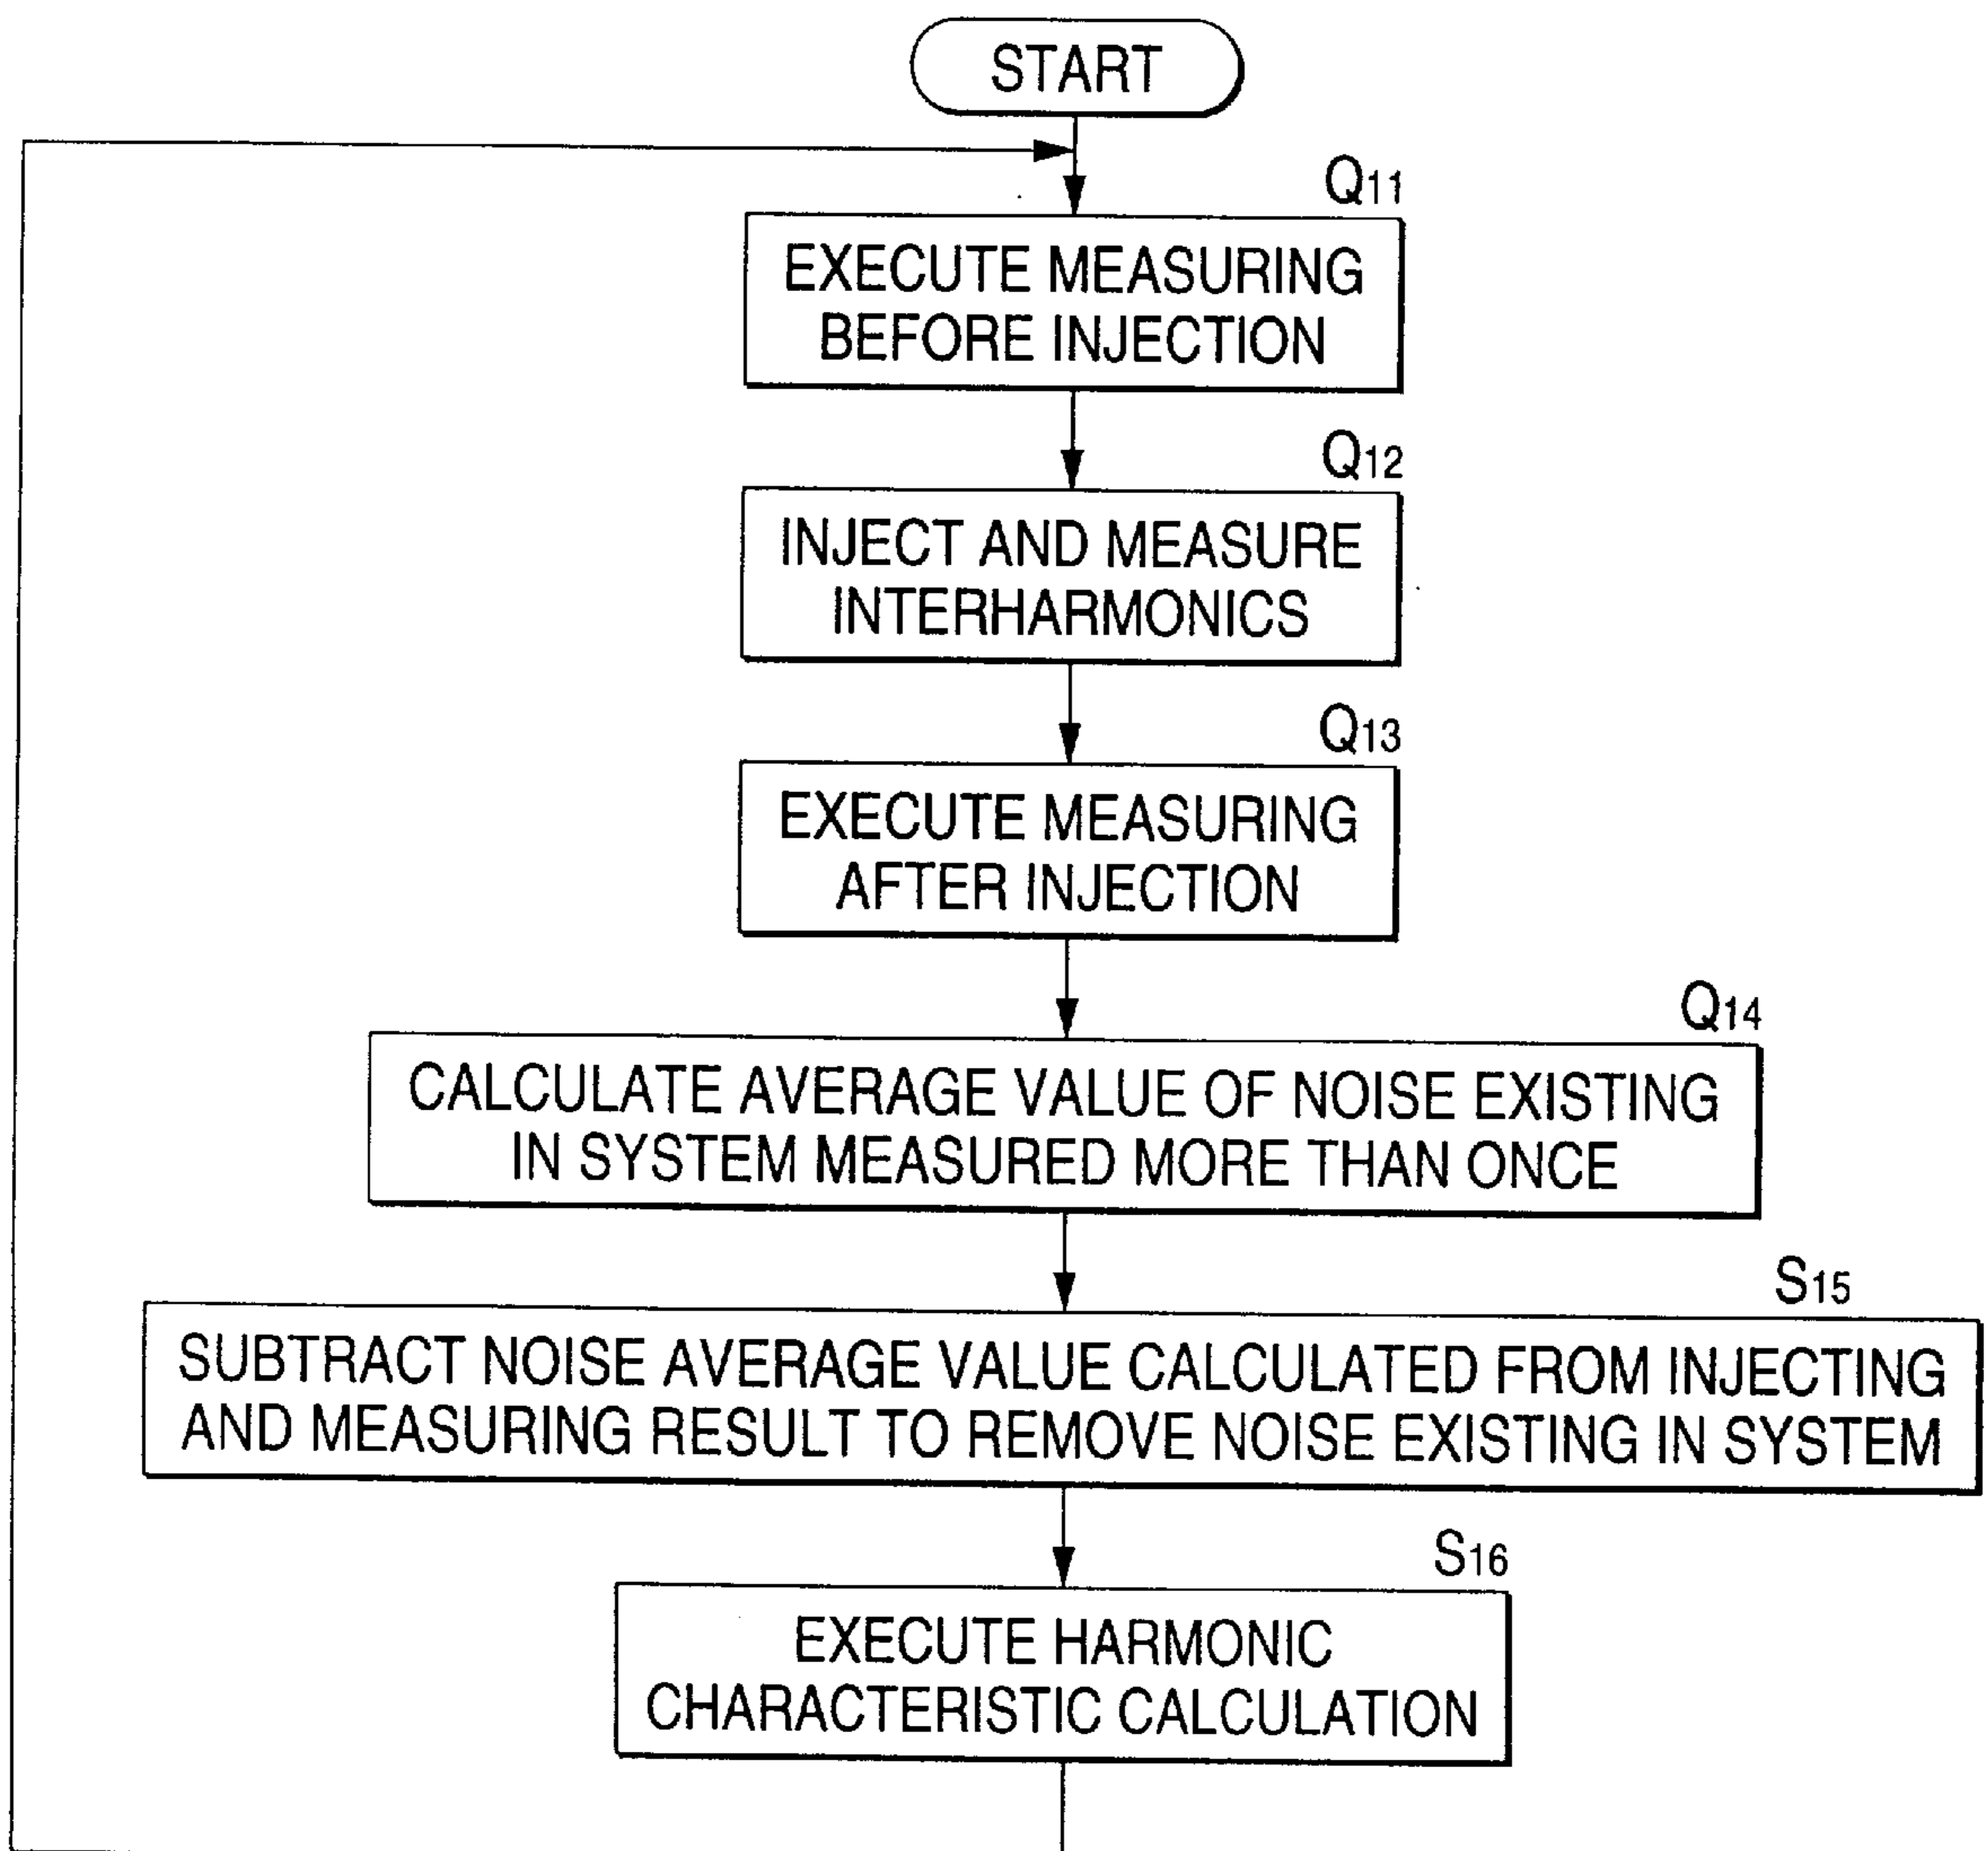 START
Q11
EXECUTE MEASURING
BEFORE INJECTION
Q12
INJECT AND MEASURE
INTERHARMONICS
Q13
EXECUTE MEASURING
AFTER INJECTION
Q14
CALCULATE AVERAGE VALUE OF NOISE EXISTING
IN SYSTEM MEASURED MORE THAN ONCE
S15
SUBTRACT NOISE AVERAGE VALUE CALCULATED FROM INJECTING
AND MEASURING RESULT TO REMOVE NOISE EXISTING IN SYSTEM
S16
EXECUTE HARMONIC
CHARACTERISTIC CALCULATION